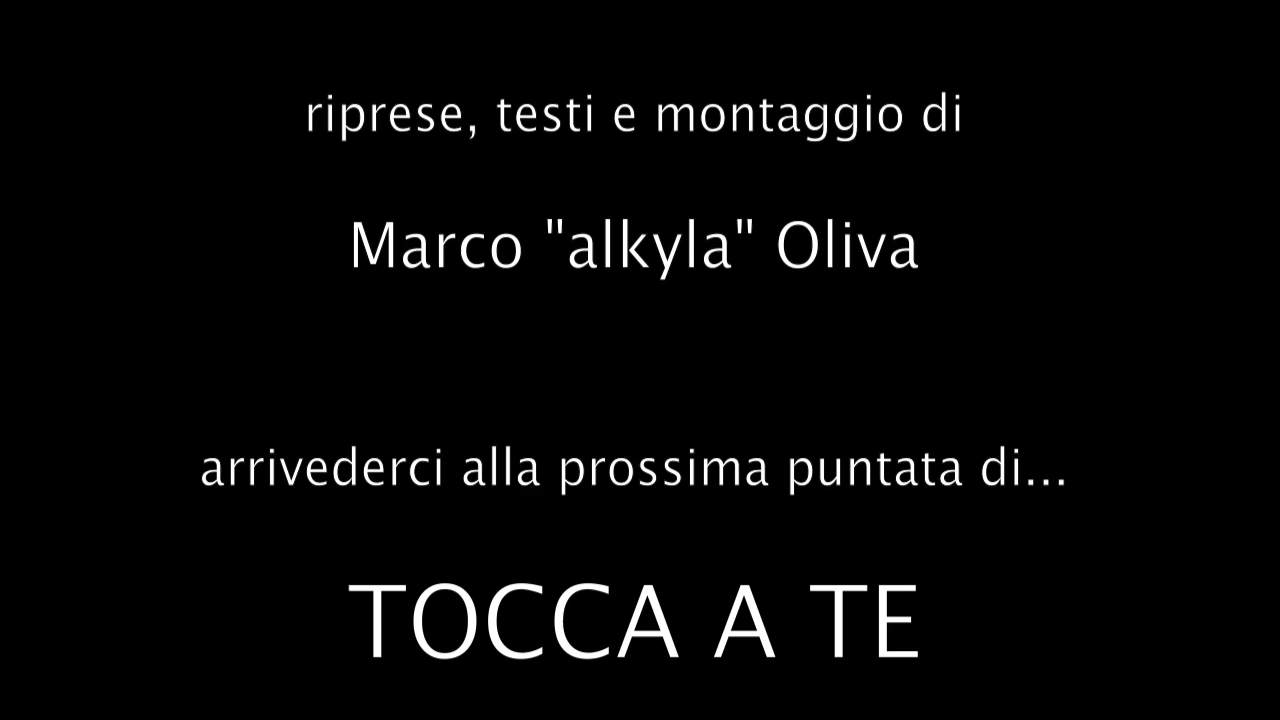 riprese, testi e montaggio di
Marco "alkyla" Oliva
arrivederci alla prossima puntata di...
TOCCA A TE